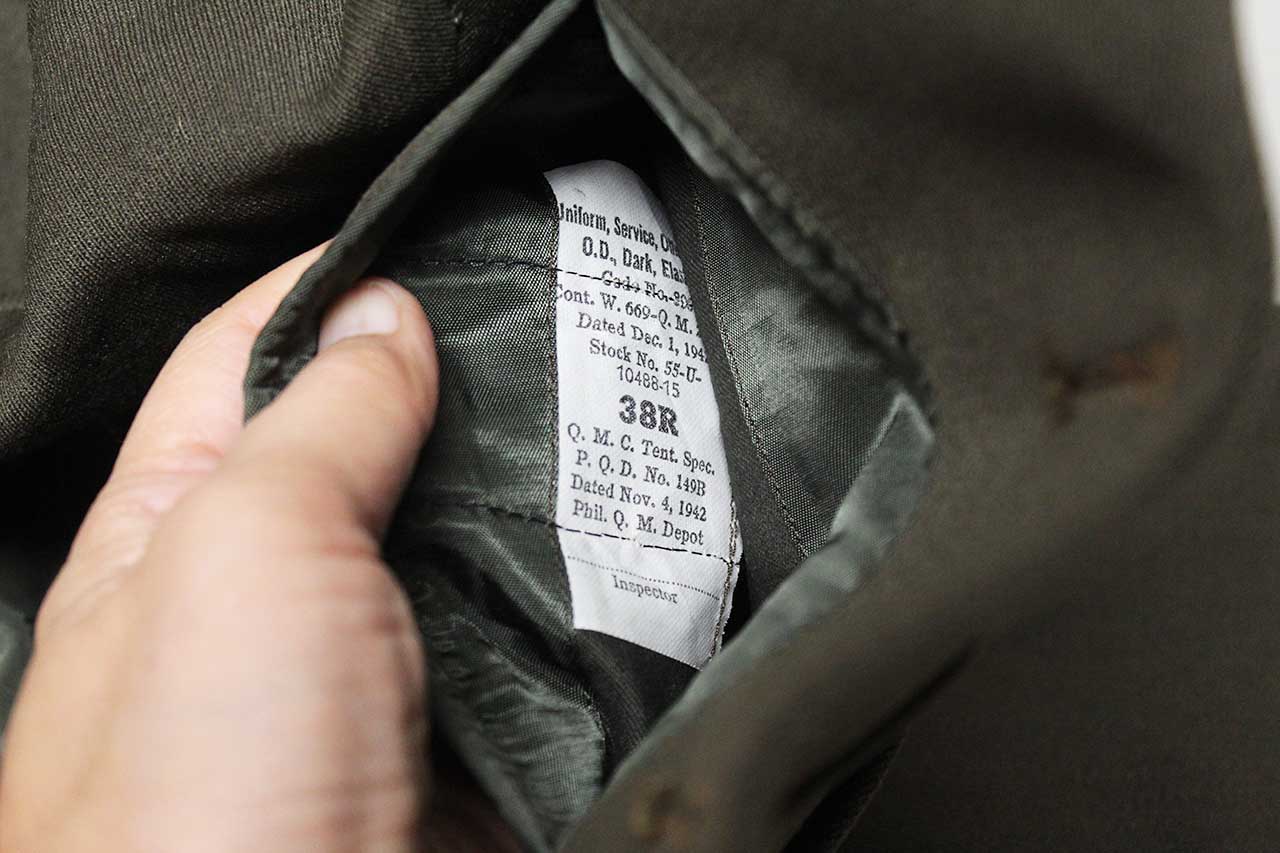 Uniform, Service,
O.D., Dark,
Cont. W. 669-Q. M.
Dated Dec. 1,
Stock No. 55-U-
10488-15
38R
Q. M. C. Tent. Spec.
P. Q. D. No. 149B
Dated Nov. 4, 1942
Phil. Q. M. Depot
Inspector